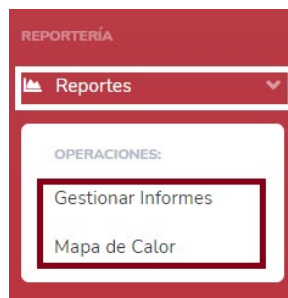 REPORTERÍA
Reportes
OPERACIONES:
Gestionar Informes
Mapa de Calor